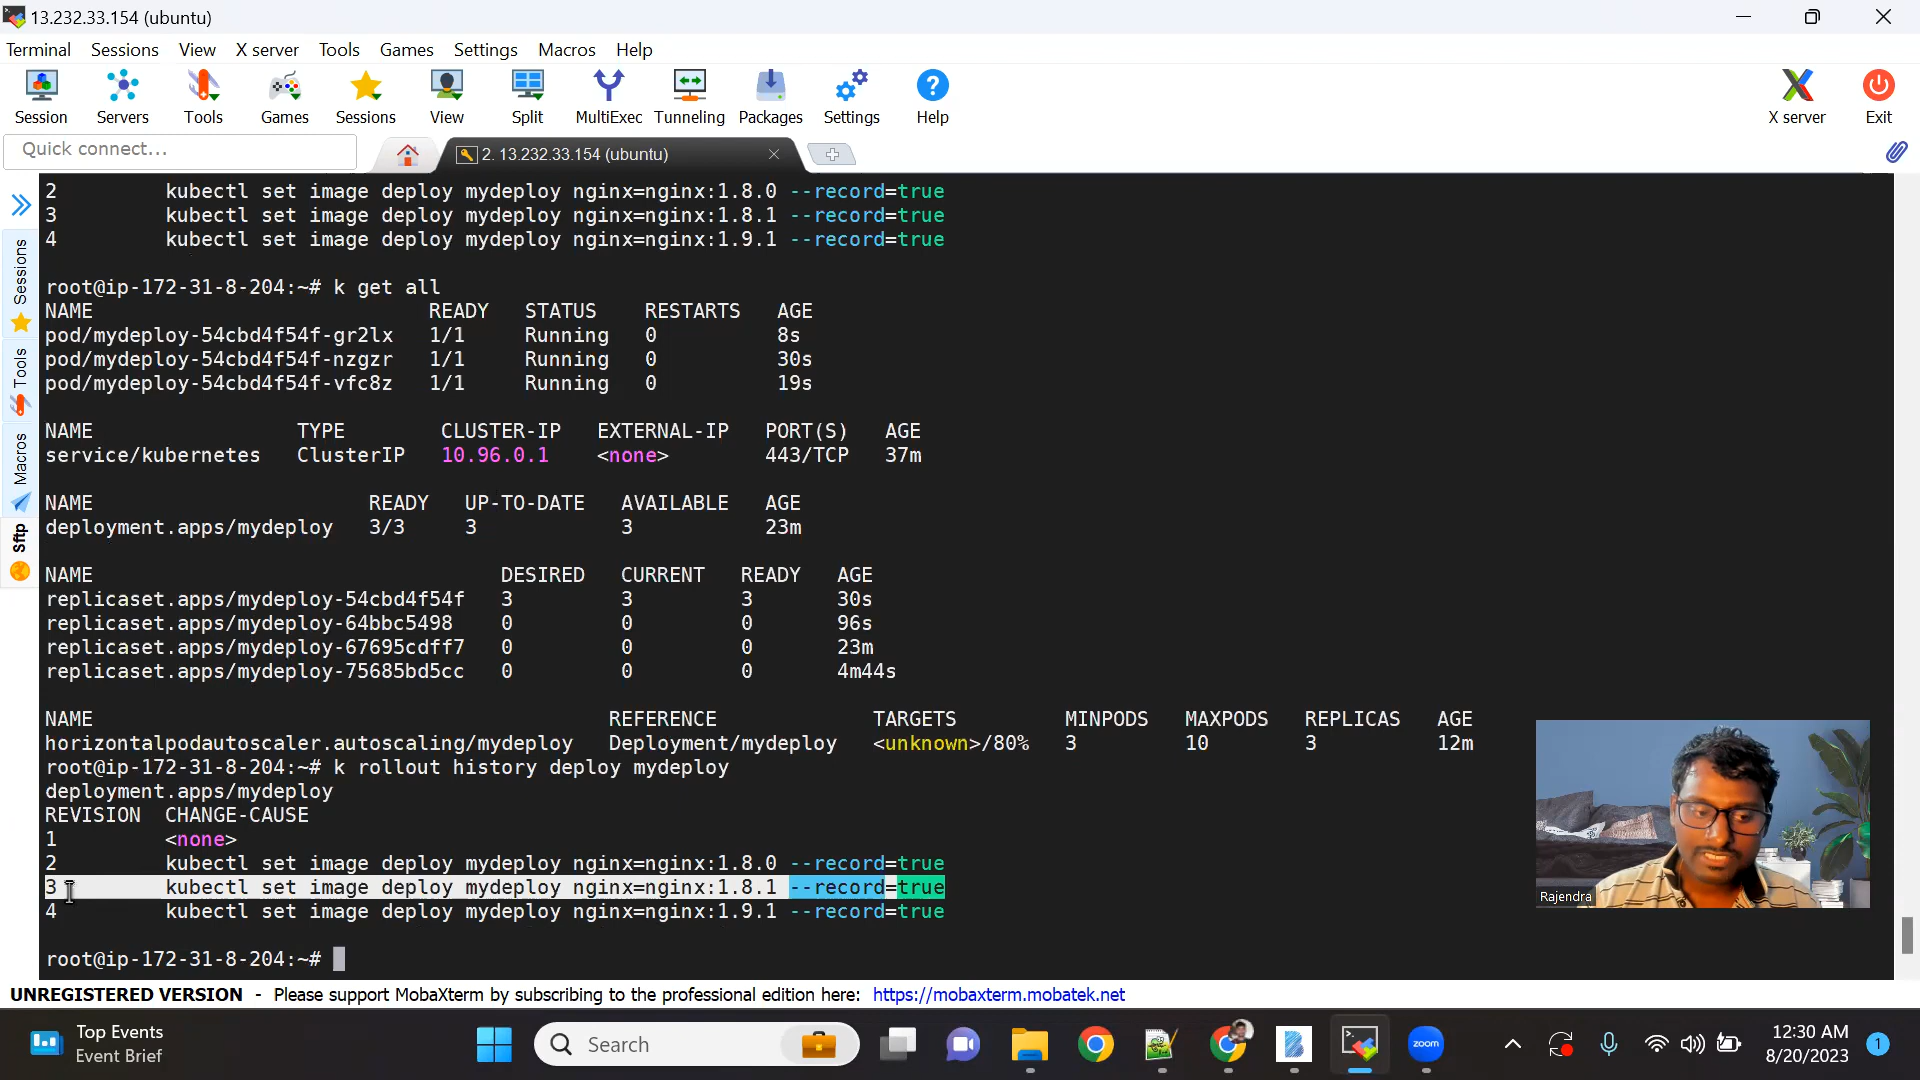 13.232.33.154 (ubuntu)
Terminal Sessions View X server Tools Games Settings Macros Help
Session Servers Tools Games Sessions View Split MultiExec Tunneling Packages Settings Help X server Exit
Quick connect...
2. 13.232.33.154 (ubuntu)
Sessions
Tools
Macros
Sftp
2 kubectl set image deploy mydeploy nginx=nginx:1.8.0 --record=true
3 kubectl set image deploy mydeploy nginx=nginx:1.8.1 --record=true
4 kubectl set image deploy mydeploy nginx=nginx:1.9.1 --record=true
root@ip-172-31-8-204:~# k get all
NAME READY STATUS RESTARTS AGE
pod/mydeploy-54cbd4f54f-gr2lx 1/1 Running 0 8s
pod/mydeploy-54cbd4f54f-nzgzr 1/1 Running 0 30s
pod/mydeploy-54cbd4f54f-vfc8z 1/1 Running 0 19s
NAME TYPE CLUSTER-IP EXTERNAL-IP PORT(S) AGE
service/kubernetes ClusterIP 10.96.0.1 <none> 443/TCP 37m
NAME READY UP-TO-DATE AVAILABLE AGE
deployment.apps/mydeploy 3/3 3 3 23m
NAME DESIRED CURRENT READY AGE
replicaset.apps/mydeploy-54cbd4f54f 3 3 3 30s
replicaset.apps/mydeploy-64bbc5498 0 0 0 96s
replicaset.apps/mydeploy-67695cdff7 0 0 0 23m
replicaset.apps/mydeploy-75685bd5cc 0 0 0 4m44s
NAME REFERENCE TARGETS MINPODS MAXPODS REPLICAS AGE
horizontalpodautoscaler.autoscaling/mydeploy Deployment/mydeploy <unknown>/80% 3 10 3 12m
root@ip-172-31-8-204:~# k rollout history deploy mydeploy
deployment.apps/mydeploy
REVISION CHANGE-CAUSE
1 <none>
2 kubectl set image deploy mydeploy nginx=nginx:1.8.0 --record=true
3 kubectl set image deploy mydeploy nginx=nginx:1.8.1 --record=true
4 kubectl set image deploy mydeploy nginx=nginx:1.9.1 --record=true
root@ip-172-31-8-204:~#
Rajendra
UNREGISTERED VERSION - Please support MobaXterm by subscribing to the professional edition here: https://mobaxterm.mobatek.net
Top Events
Event Brief
Search
zoom
12:30 AM
8/20/2023
1